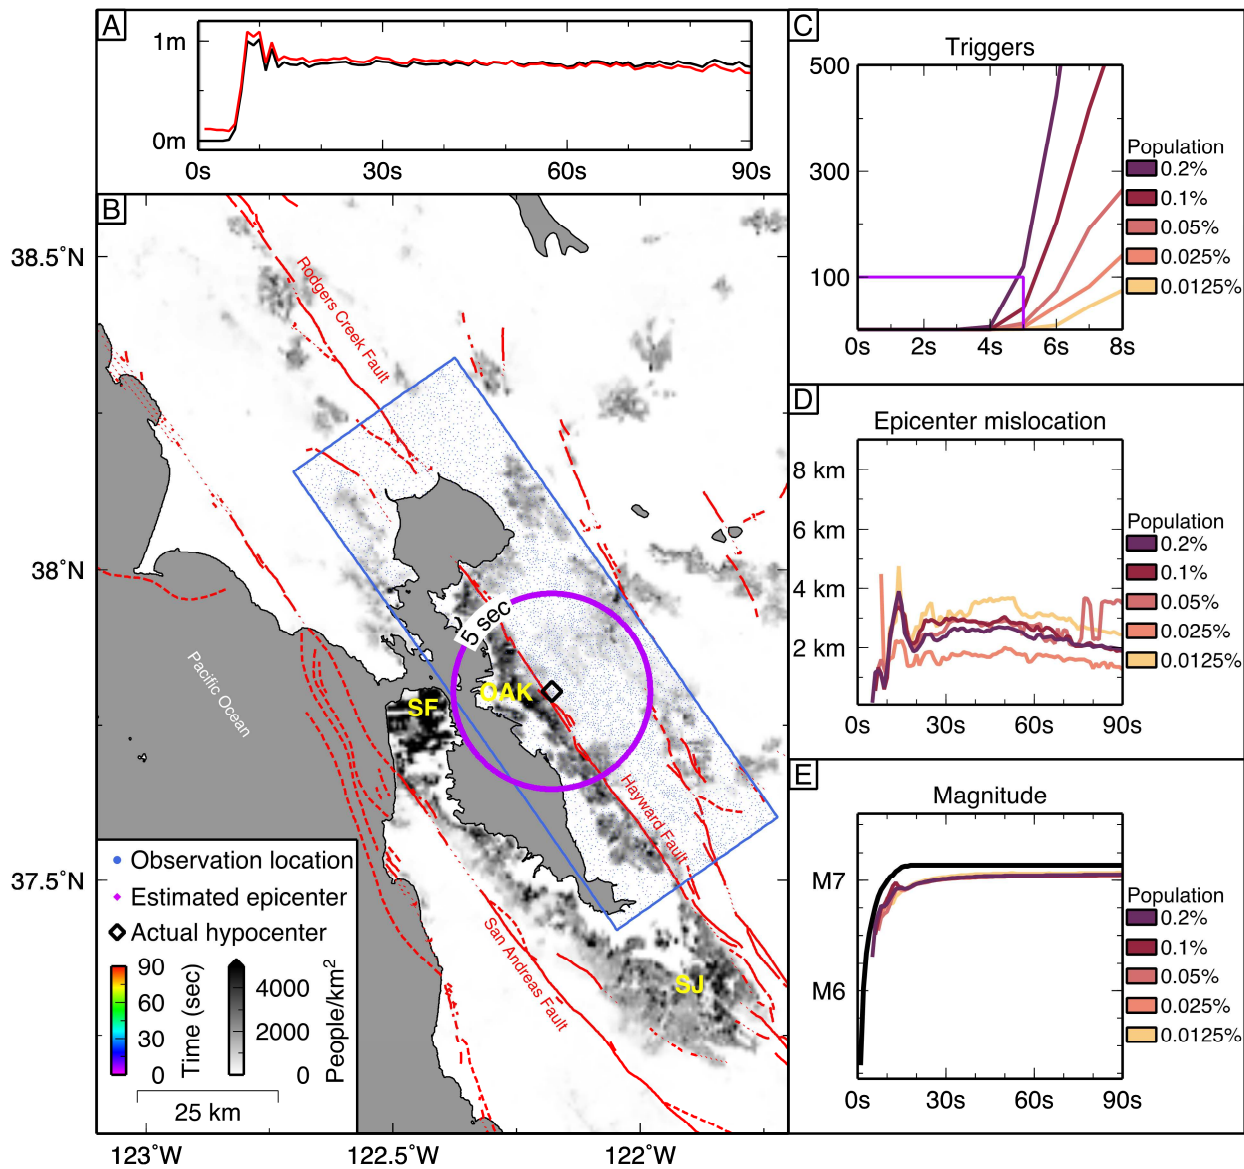 A
1m
0m
0s
30s
60s
90s
B
38.5°N
38°N
37.5°N
123°W
122.5°W
122°W
Rodgers Creek Fault
5 sec
OAK
SF
Pacific Ocean
Hayward Fault
San Andreas Fault
SJ
Observation location
Estimated epicenter
Actual hypocenter
90
60
30
0
Time (sec)
4000
2000
0
People/km²
25 km
C
Triggers
500
300
100
0s
2s
4s
6s
8s
Population
0.2%
0.1%
0.05%
0.025%
0.0125%
D
Epicenter mislocation
8 km
6 km
4 km
2 km
0s
30s
60s
90s
Population
0.2%
0.1%
0.05%
0.025%
0.0125%
E
Magnitude
M7
M6
0s
30s
60s
90s
Population
0.2%
0.1%
0.05%
0.025%
0.0125%